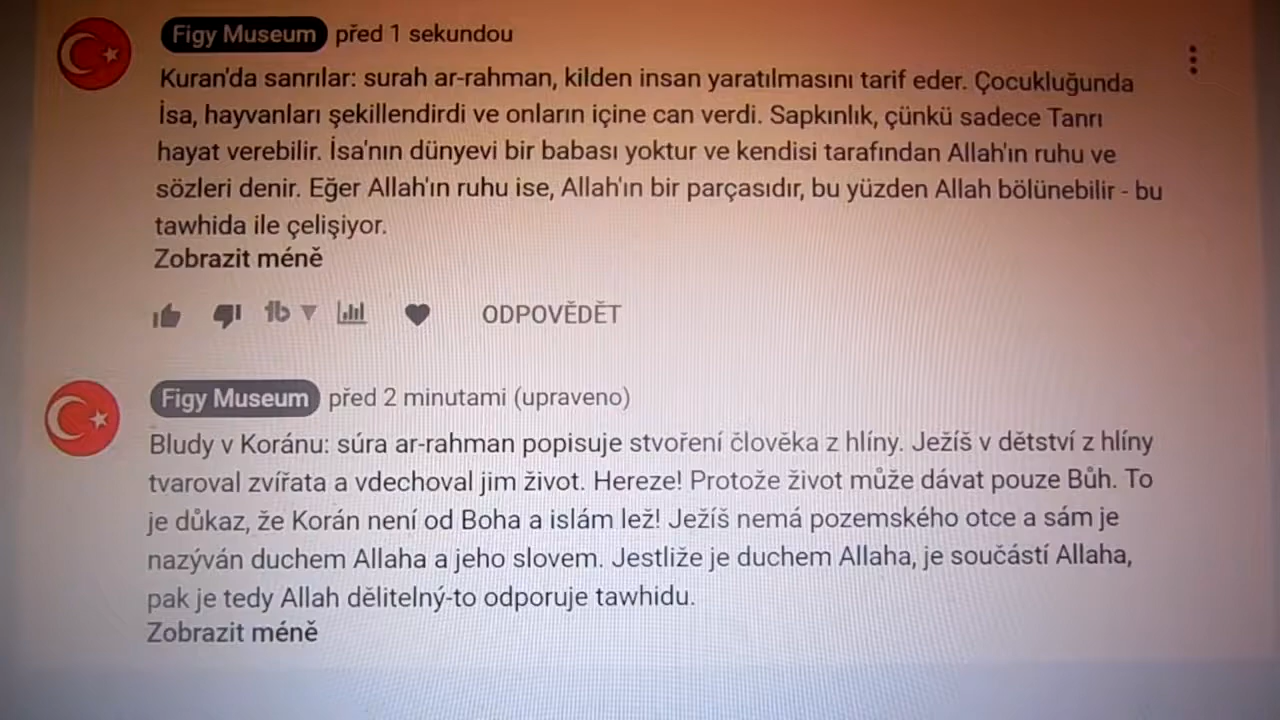 Figy Museum před 1 sekundou
Kuran'da sanrılar: surah ar-rahman, kilden insan yaratılmasını tarif eder. Çocukluğunda
İsa, hayvanları şekillendirdi ve onların içine can verdi. Sapkınlık, çünkü sadece Tanrı
hayat verebilir. İsa'nın dünyevi bir babası yoktur ve kendisi tarafından Allah'ın ruhu ve
sözleri denir. Eğer Allah'ın ruhu ise, Allah'ın bir parçasıdır, bu yüzden Allah bölünebilir - bu
tawhida ile çelişiyor.
Zobrazit méně
ODPOVĚDĚT
Figy Museum před 2 minutami (upraveno)
Bludy v Koránu: súra ar-rahman popisuje stvoření člověka z hlíny. Ježíš v dětství z hlíny
tvaroval zvířata a vdechoval jim život. Hereze! Protože život může dávat pouze Bůh. To
je důkaz, že Korán není od Boha a islám lež! Ježíš nemá pozemského otce a sám je
nazýván duchem Allaha a jeho slovem. Jestliže je duchem Allaha, je součástí Allaha,
pak je tedy Allah dělitelný-to odporuje tawhidu.
Zobrazit méně